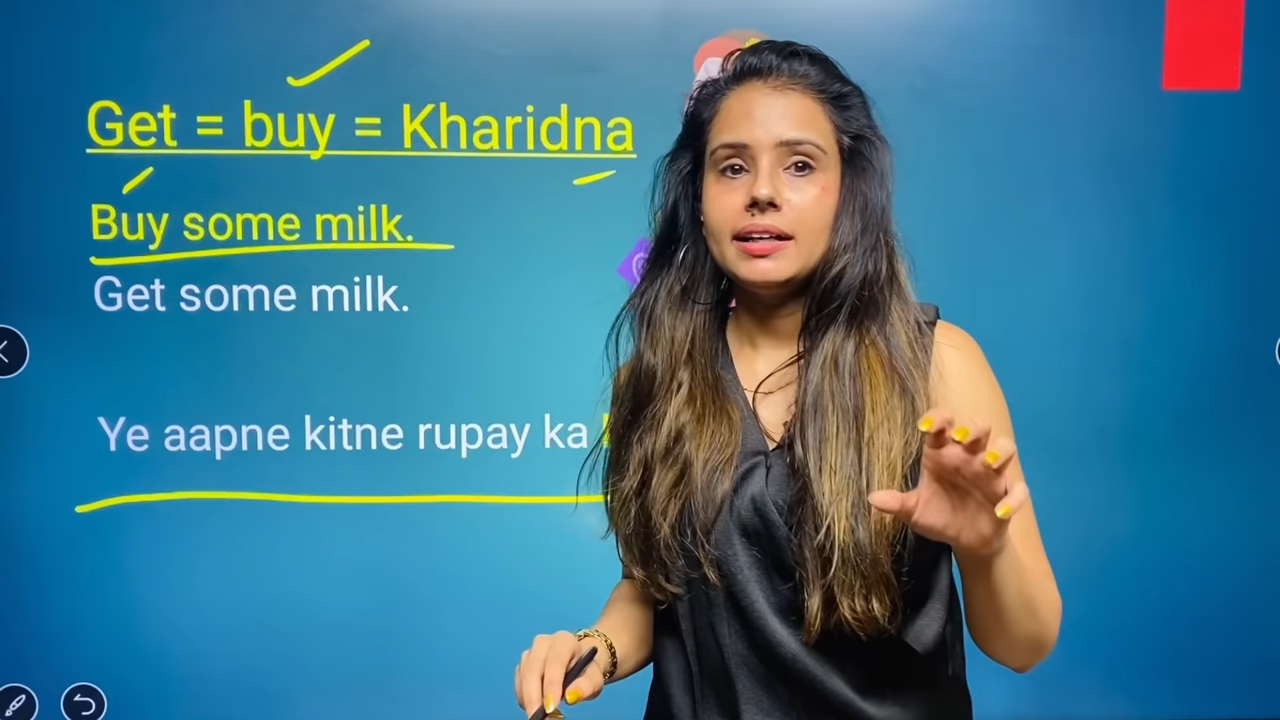 Get = buy = Kharidna
Buy some milk.
Get some milk.
Ye aapne kitne rupay ka